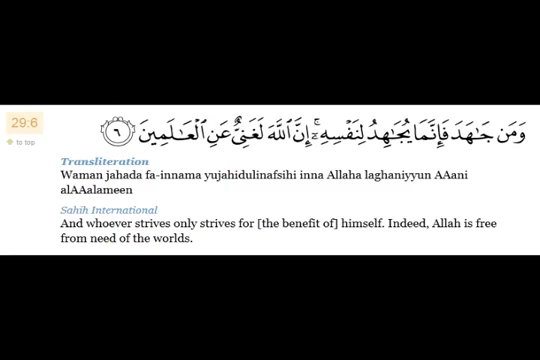 29:6
to top
وَمَن جَـٰهَدَ فَإِنَّمَا يُجَـٰهِدُ لِنَفْسِهِۦٓ ۚ إِنَّ ٱللَّهَ لَغَنِىٌّ عَنِ ٱلْعَـٰلَمِينَ ٦
Transliteration
Waman jahada fa-innama yujahidulinafsihi inna Allaha laghaniyyun AAani
alAAalameen
Sahih International
And whoever strives only strives for [the benefit of] himself. Indeed, Allah is free
from need of the worlds.